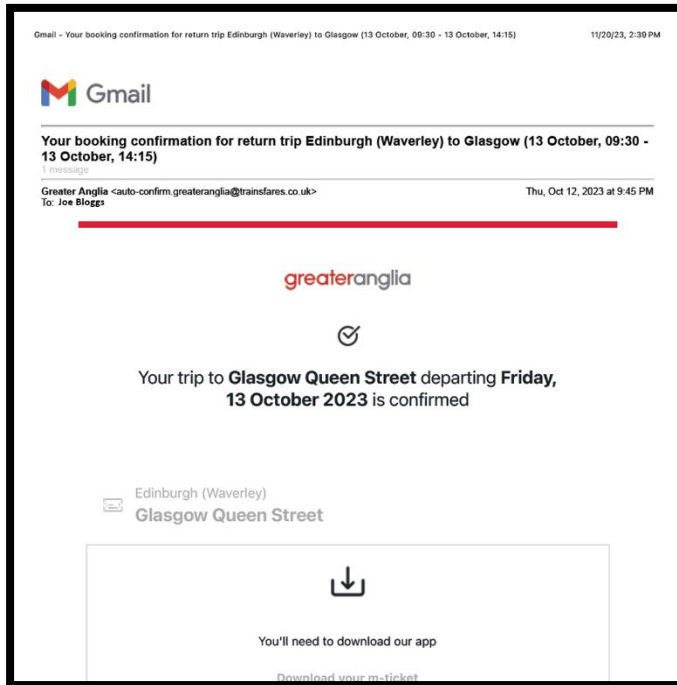 Gmail - Your booking confirmation for return trip Edinburgh (Waverley) to Glasgow (13 October, 09:30 - 13 October, 14:15) 11/20/23, 2:39 PM
Gmail
Your booking confirmation for return trip Edinburgh (Waverley) to Glasgow (13 October, 09:30 -
13 October, 14:15)
1 message
Greater Anglia <auto-confirm.greateranglia@trainsfares.co.uk> Thu, Oct 12, 2023 at 9:45 PM
To: Joe Bloggs
greateranglia
Your trip to Glasgow Queen Street departing Friday,
13 October 2023 is confirmed
Edinburgh (Waverley)
Glasgow Queen Street
You'll need to download our app
Download your m-ticket